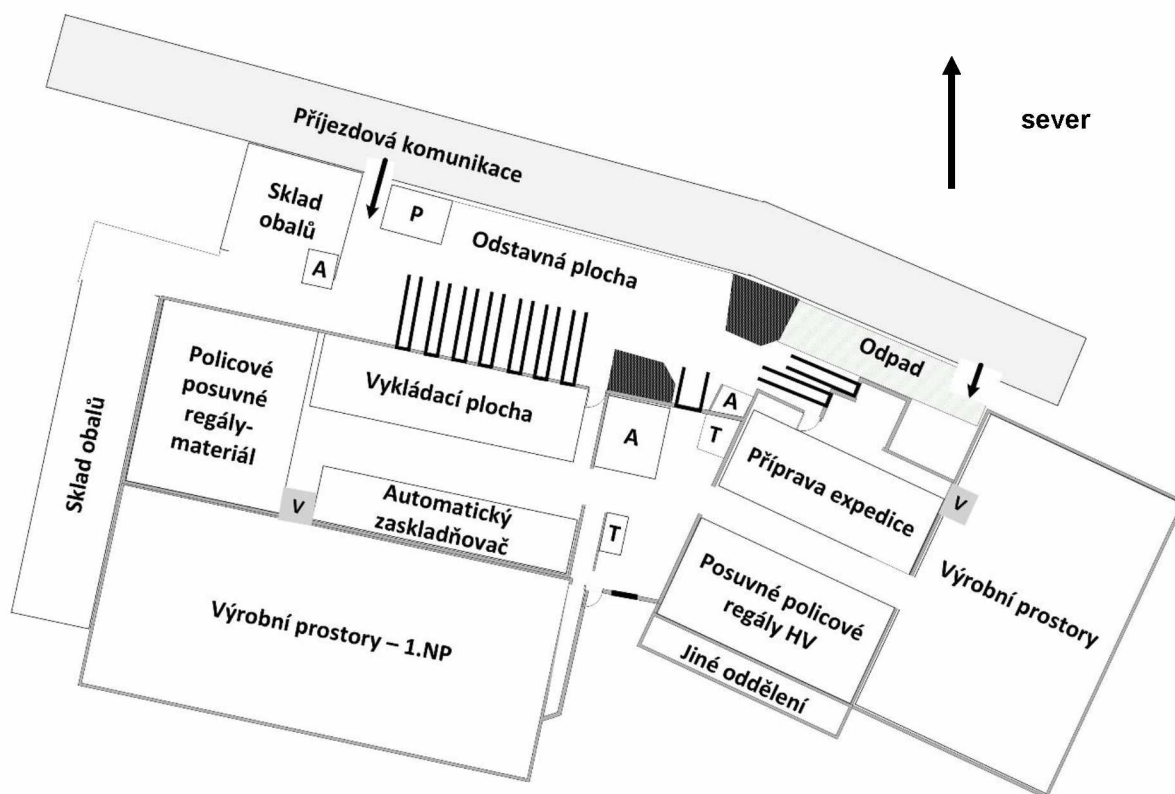 sever
Příjezdová komunikace
Sklad
obalů
P
A
Odstavná plocha
Odpad
Policové
posuvné
regály-
materiál
Vykládací plocha
A
A
T
Příprava expedice
V
Sklad obalů
V
Automatický
zaskladňovač
T
Posuvné policové
regály HV
Výrobní prostory
Výrobní prostory – 1.NP
Jiné oddělení